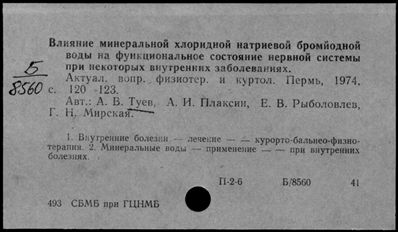 Влияние минеральной хлоридной натриевой бромйодной
воды на функциональное состояние нервной системы
при некоторых внутренних заболеваниях.
Б
8560
Актуал. вопр. физиотер. и куртол. Пермь, 1974,
с. 120—123.
Авт.: А. В. Туев, А. И. Плаксин, Е. В. Рыболовлев,
Г. Н. Мирская.
1. Внутренние болезни — лечение — — курорто-бальнео-физио-
терапия. 2. Минеральные воды — применение — — при внутренних
болезнях.
П-2-6 Б/8560 41
493 СБМБ при ГЦНМБ